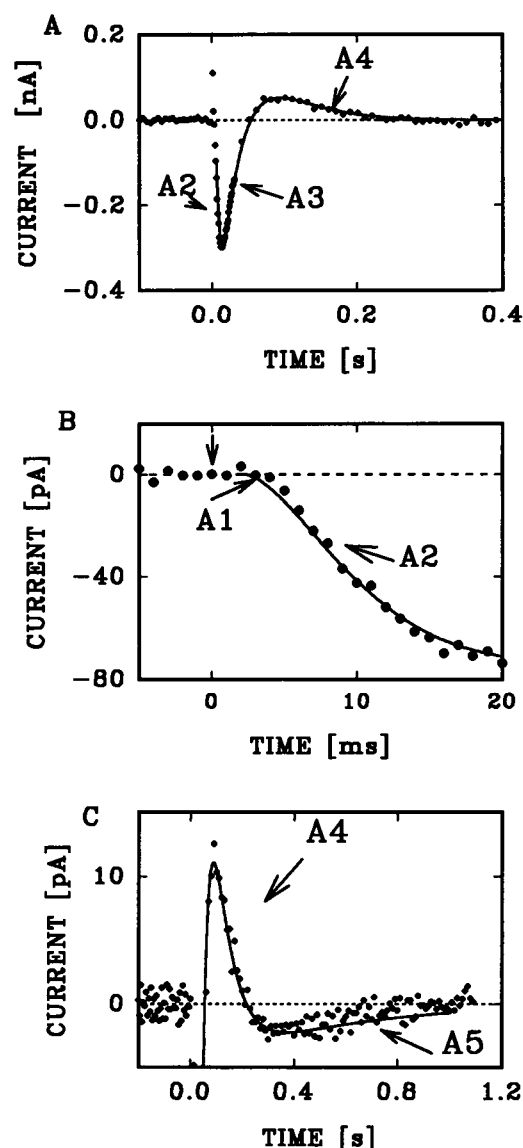 A
0.2
0.0
−0.2
−0.4
CURRENT [nA]
A4
A2
A3
0.0
0.2
0.4
TIME [s]
B
0
−40
−80
CURRENT [pA]
A1
A2
0
10
20
TIME [ms]
C
10
0
CURRENT [pA]
A4
A5
0.0
0.4
0.8
1.2
TIME [s]